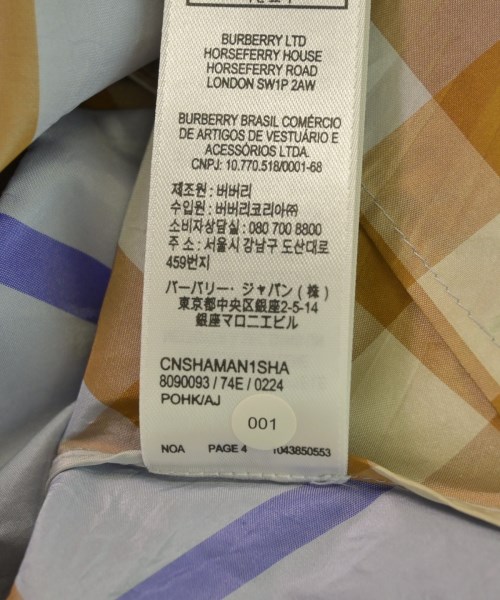 BURBERRY LTD
HORSEFERRY HOUSE
HORSEFERRY ROAD
LONDON SW1P 2AW
BURBERRY BRASIL COMÉRCIO
DE ARTIGOS DE VESTUÁRIO E
ACESSÓRIOS LTDA.
CNPJ: 10.770.518/0001-68
제조원 : 버버리
수입원 : 버버리코리아㈜
소비자상담실 : 080 700 8800
주 소 : 서울시 강남구 도산대로
459번지
バーバリー・ジャパン (株)
東京都中央区銀座2-5-14
銀座マロニエビル
CNSHAMAN1SHA
8090093 / 74E / 0224
POHK/AJ
001
NOA PAGE 4 1043850553